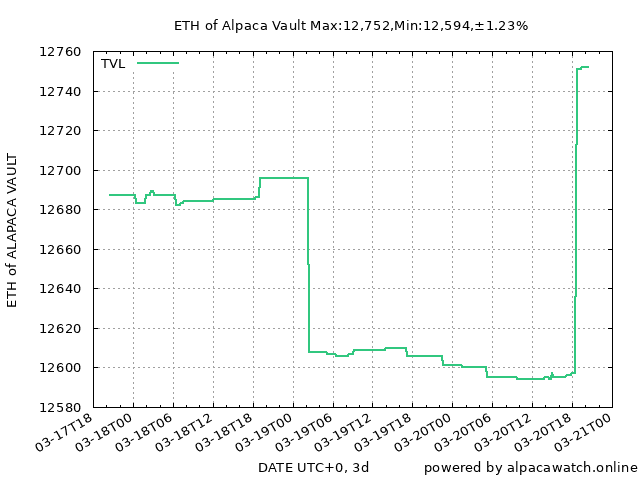 ETH of Alpaca Vault Max:12,752,Min:12,594,±1.23%
TVL
12760
12740
12720
12700
12680
12660
12640
12620
12600
12580
ETH of ALAPACA VAULT
03-17T18
03-18T00
03-18T06
03-18T12
03-18T18
03-19T00
03-19T06
03-19T12
03-19T18
03-20T00
03-20T06
03-20T12
03-20T18
03-21T00
DATE UTC+0, 3d
powered by alpacawatch.online